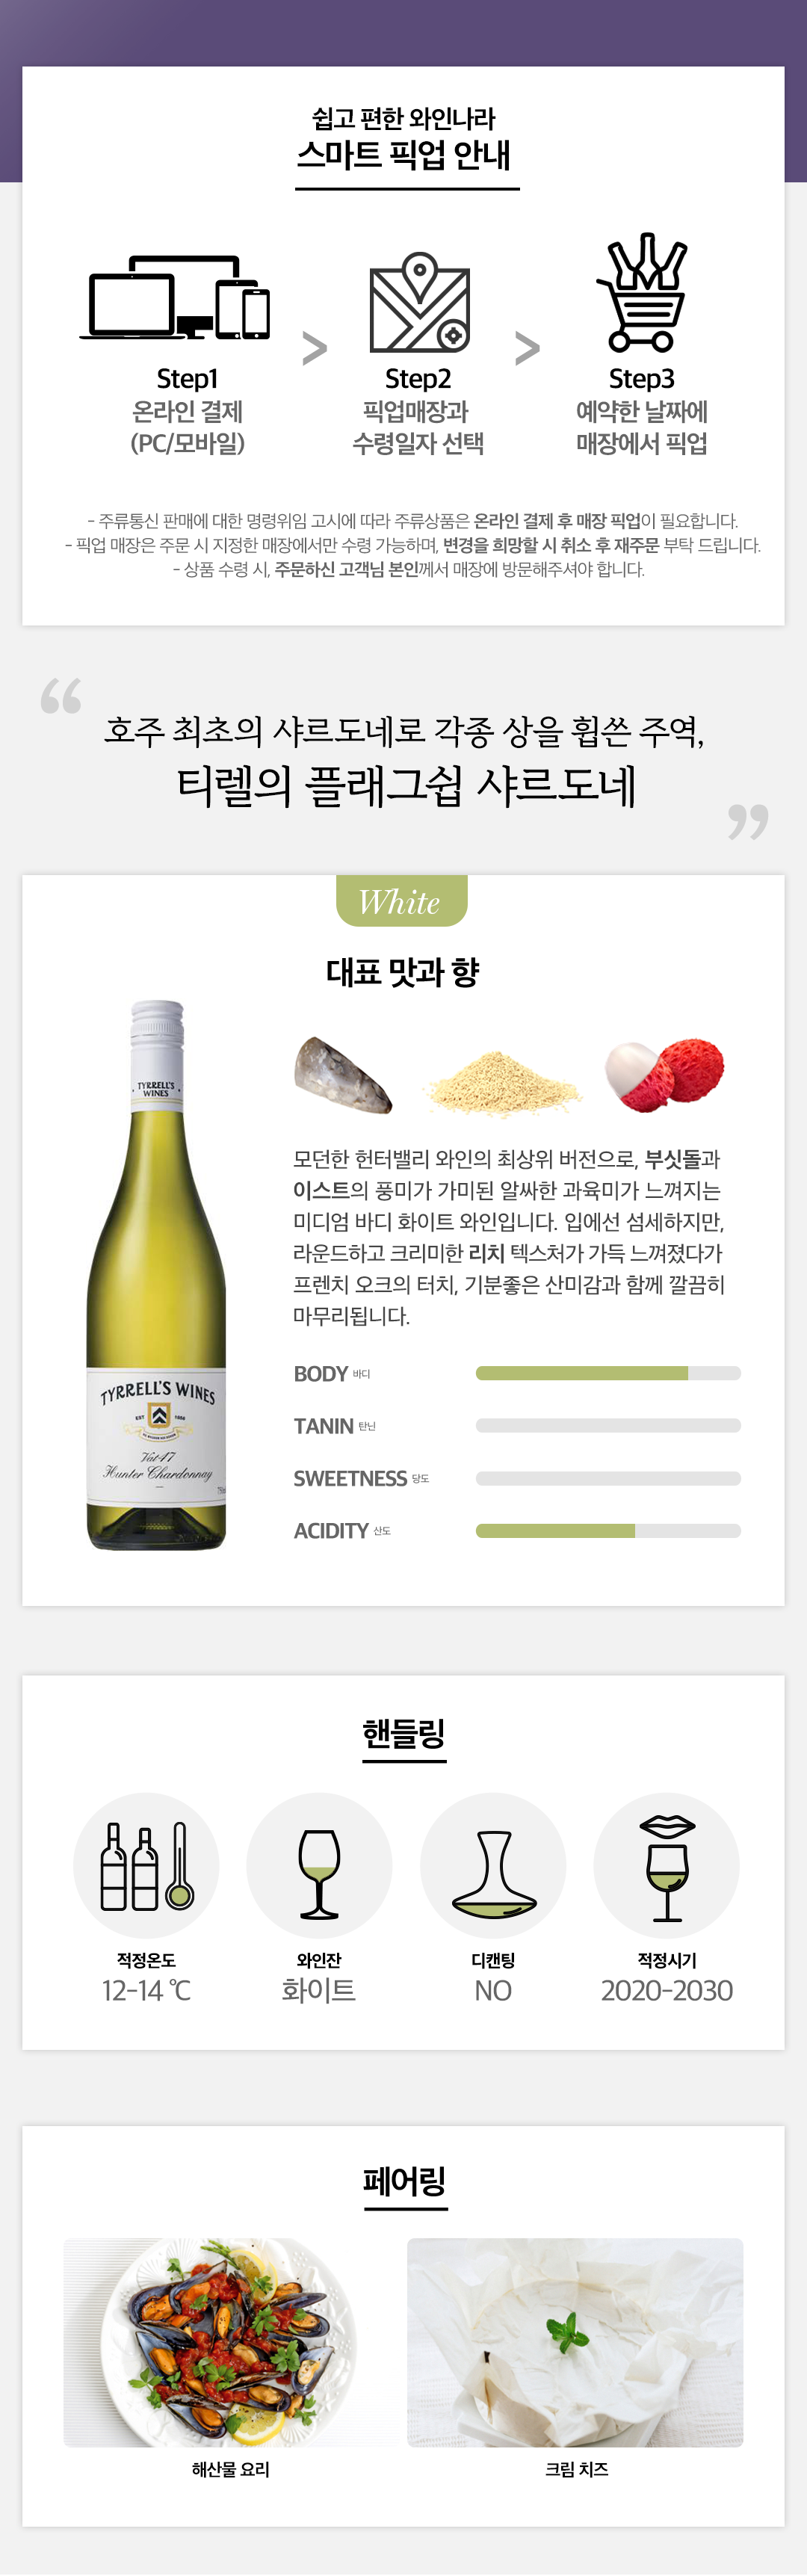 쉽고 편한 와인나라
스마트 픽업 안내
Step1
온라인 결제
(PC/모바일)
>
Step2
픽업매장과
수령일자 선택
>
Step3
예약한 날짜에
매장에서 픽업
- 주류통신 판매에 대한 명령위임 고시에 따라 주류상품은 온라인 결제 후 매장 픽업이 필요합니다.
- 픽업 매장은 주문 시 지정한 매장에서만 수령 가능하며, 변경을 희망할 시 취소 후 재주문 부탁 드립니다.
- 상품 수령 시, 주문하신 고객님 본인께서 매장에 방문해주셔야 합니다.
“
호주 최초의 샤르도네로 각종 상을 휩쓴 주역,
티렐의 플래그쉽 샤르도네
”
White
대표 맛과 향
TYRRELL'S
WINES
TYRRELL'S WINES
Vat 47
Hunter Chardonnay
모던한 헌터밸리 와인의 최상위 버전으로, 부싯돌과
이스트의 풍미가 가미된 알싸한 과육미가 느껴지는
미디엄 바디 화이트 와인입니다. 입에선 섬세하지만,
라운드하고 크리미한 리치 텍스처가 가득 느껴졌다가
프렌치 오크의 터치, 기분좋은 산미감과 함께 깔끔히
마무리됩니다.
BODY 바디
TANIN 탄닌
SWEETNESS 당도
ACIDITY 산도
핸들링
적정온도
12-14 ℃
와인잔
화이트
디캔팅
NO
적정시기
2020-2030
페어링
해산물 요리
크림 치즈